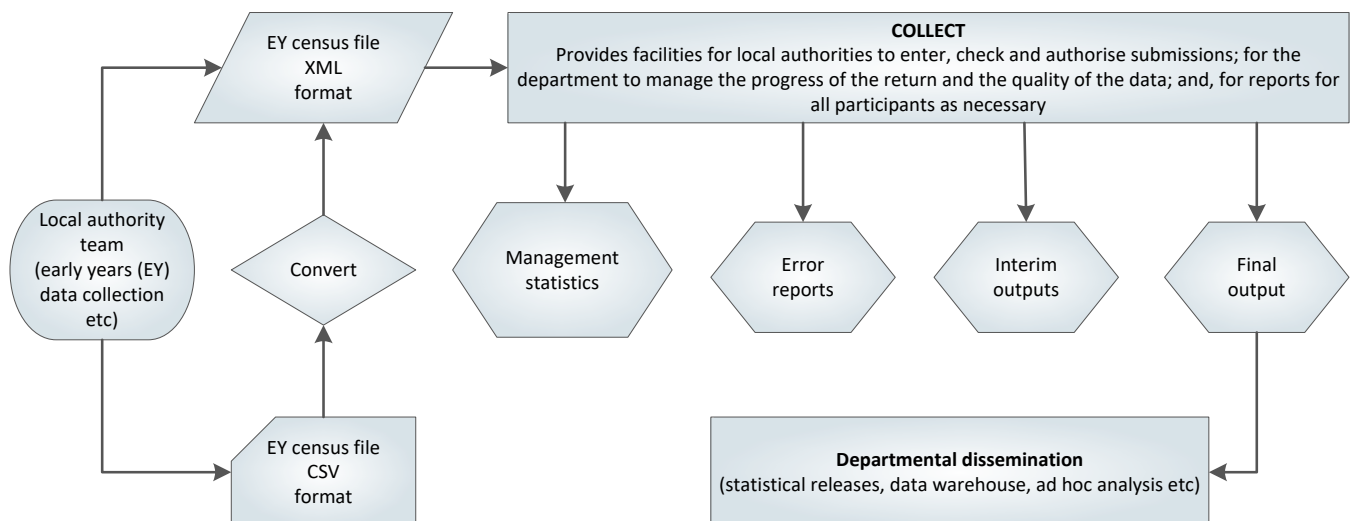 EY census file
XML
format
COLLECT
Provides facilities for local authorities to enter, check and authorise submissions; for the
department to manage the progress of the return and the quality of the data; and, for reports for
all participants as necessary
Local authority
team
(early years (EY)
data collection
etc)
Convert
Management
statistics
Error
reports
Interim
outputs
Final
output
EY census file
CSV
format
Departmental dissemination
(statistical releases, data warehouse, ad hoc analysis etc)